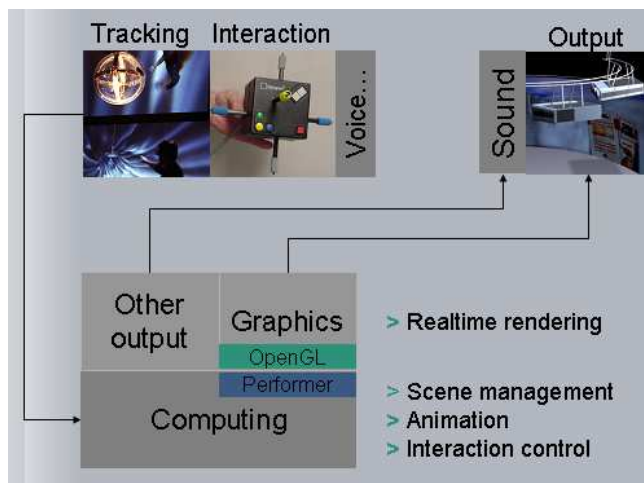 Tracking
Interaction
Output
Voice...
Sound
Other
output
Graphics
OpenGL
Performer
Computing
> Realtime rendering
> Scene management
> Animation
> Interaction control